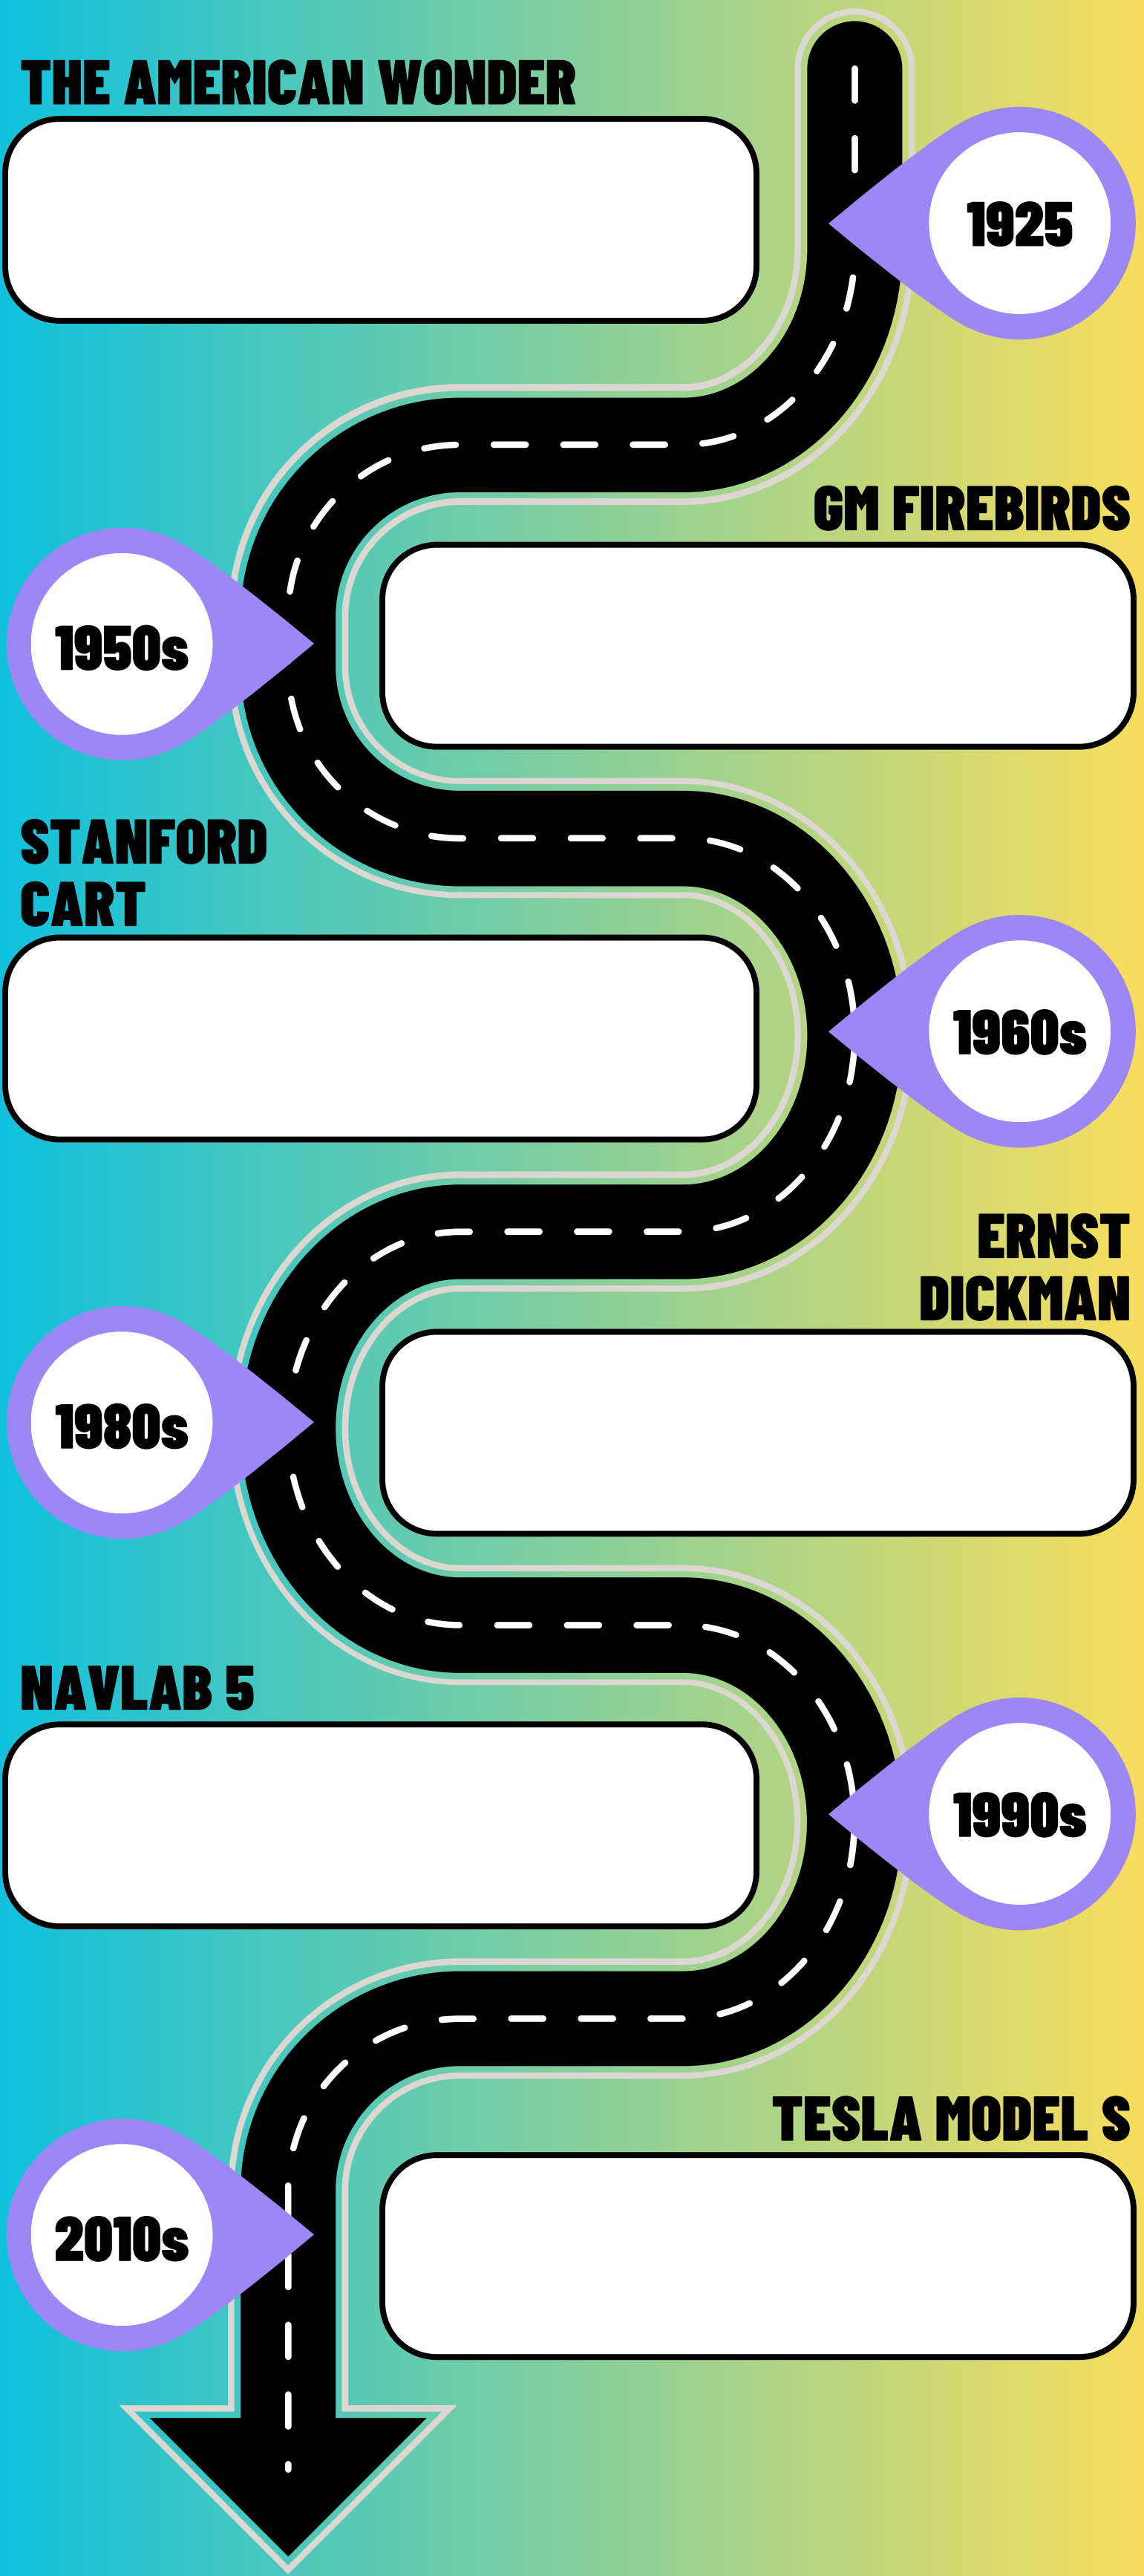 THE AMERICAN WONDER
1925
GM FIREBIRDS
1950s
STANFORD
CART
1960s
ERNST
DICKMAN
1980s
NAVLAB 5
1990s
TESLA MODEL S
2010s